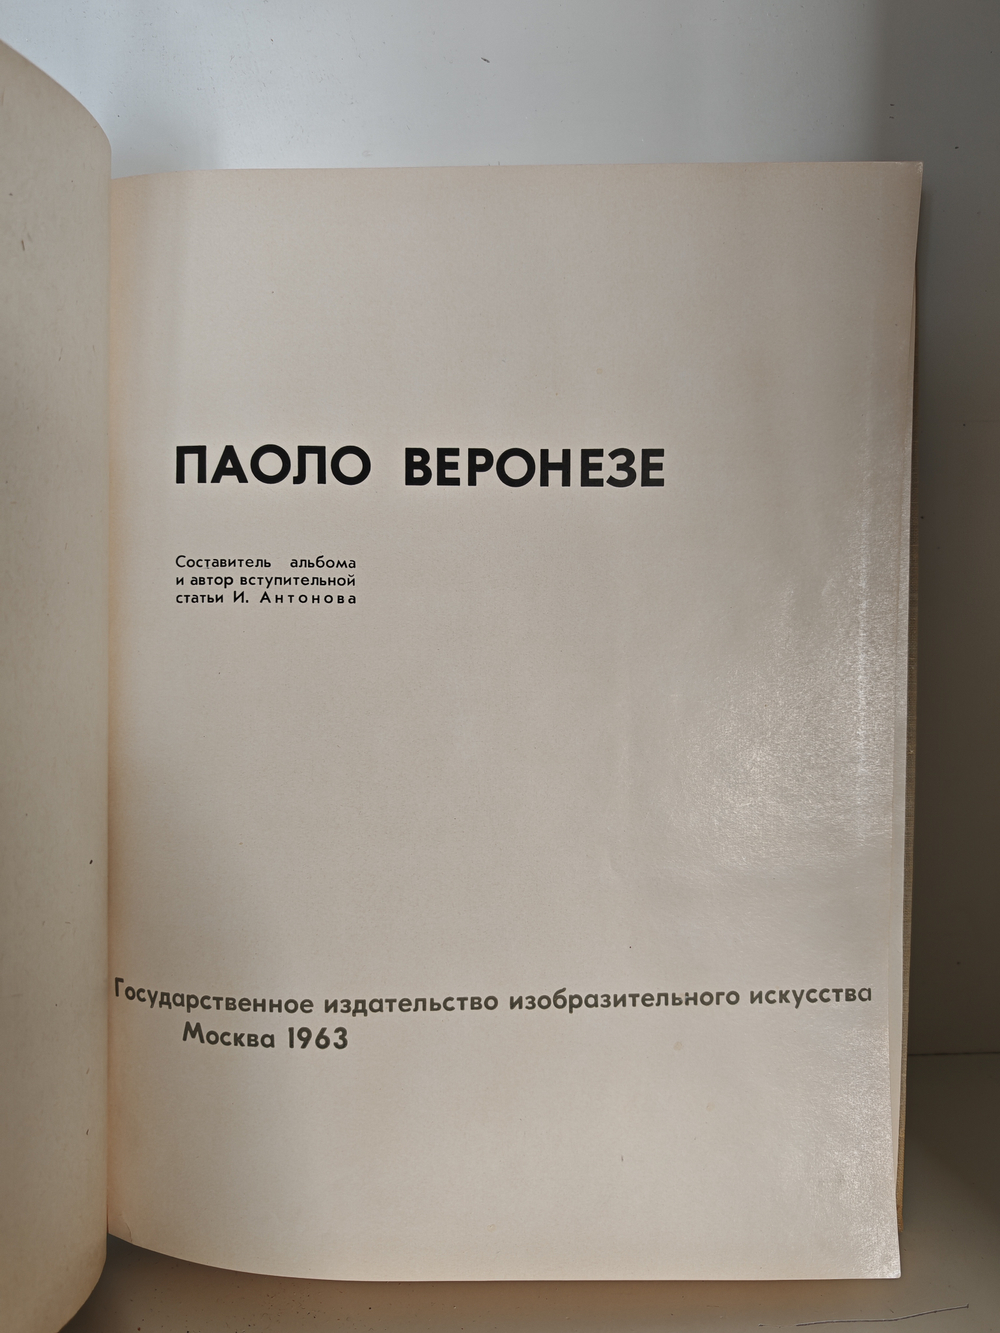 ПАОЛО ВЕРОНЕЗЕ
Составитель альбома
и автор вступительной
статьи И. Антонова
Государственное издательство изобразительного искусства
Москва 1963